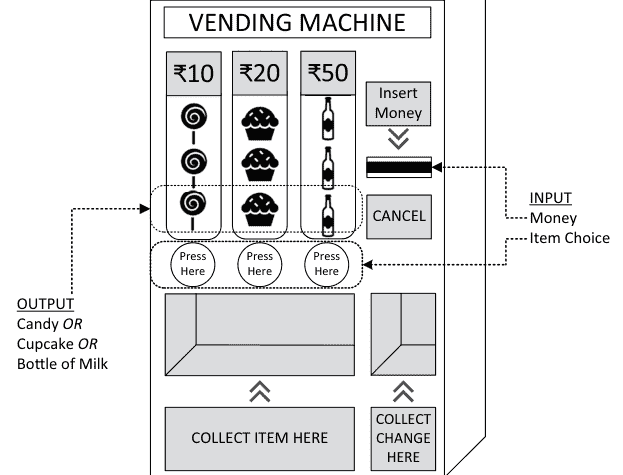 VENDING MACHINE
₹10
₹20
₹50
Insert
Money
CANCEL
INPUT
Money
Item Choice
Press
Here
Press
Here
Press
Here
OUTPUT
Candy OR
Cupcake OR
Bottle of Milk
COLLECT ITEM HERE
COLLECT
CHANGE
HERE